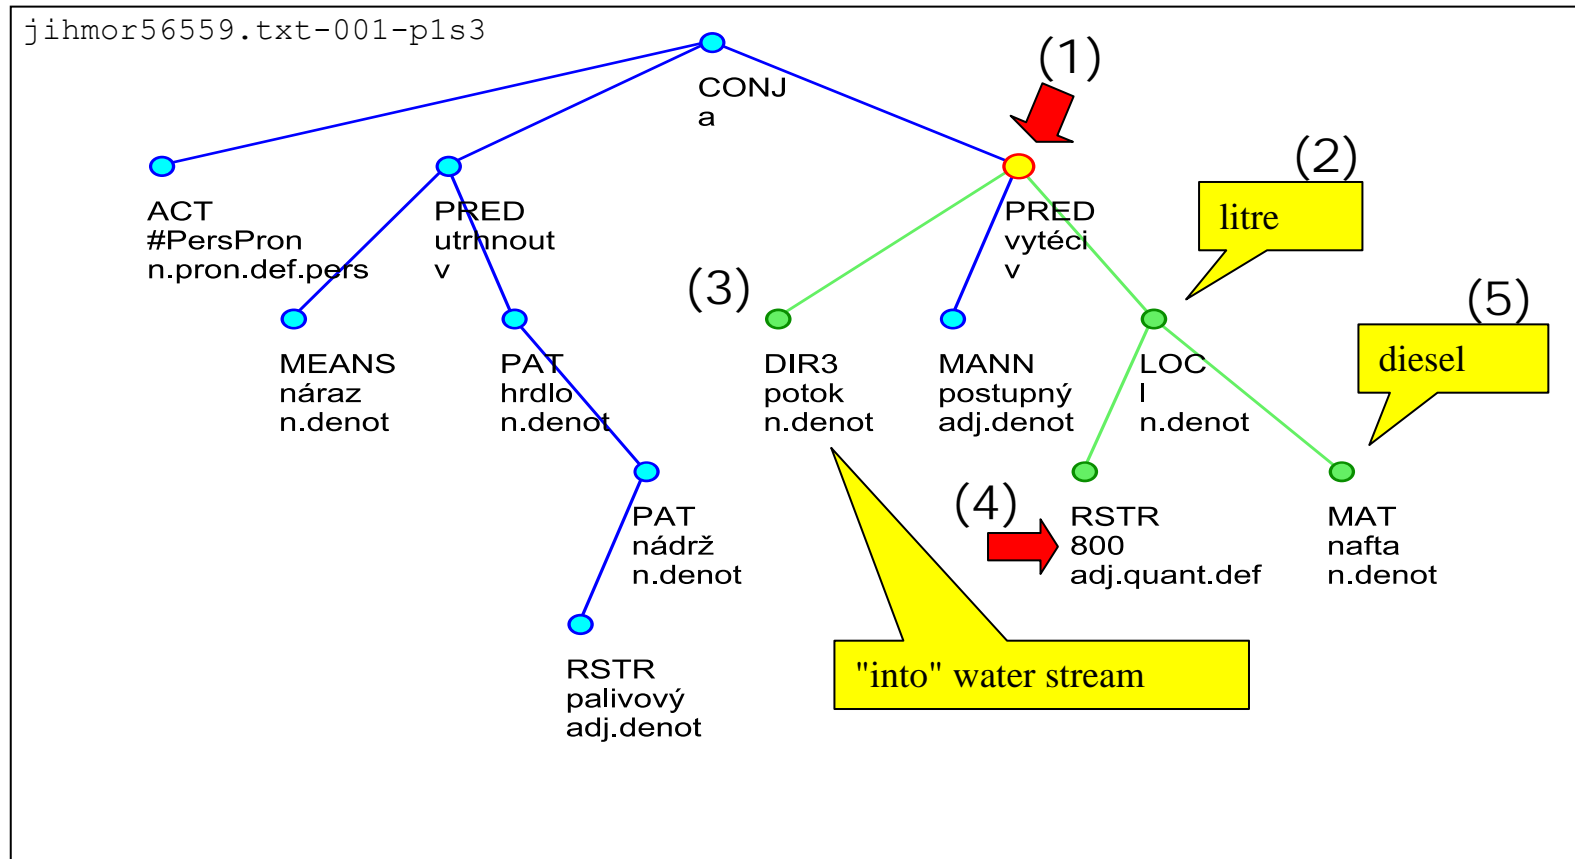 jihmor56559.txt-001-p1s3
CONJ
a
(1)
(2)
litre
ACT
#PersPron
n.pron.def.pers
PRED
utrhnout
v
PRED
vytéci
v
(3)
(5)
diesel
MEANS
náraz
n.denot
PAT
hrdlo
n.denot
DIR3
potok
n.denot
MANN
postupný
adj.denot
LOC
l
n.denot
(4)
PAT
nádrž
n.denot
RSTR
800
adj.quant.def
MAT
nafta
n.denot
RSTR
palivový
adj.denot
"into" water stream